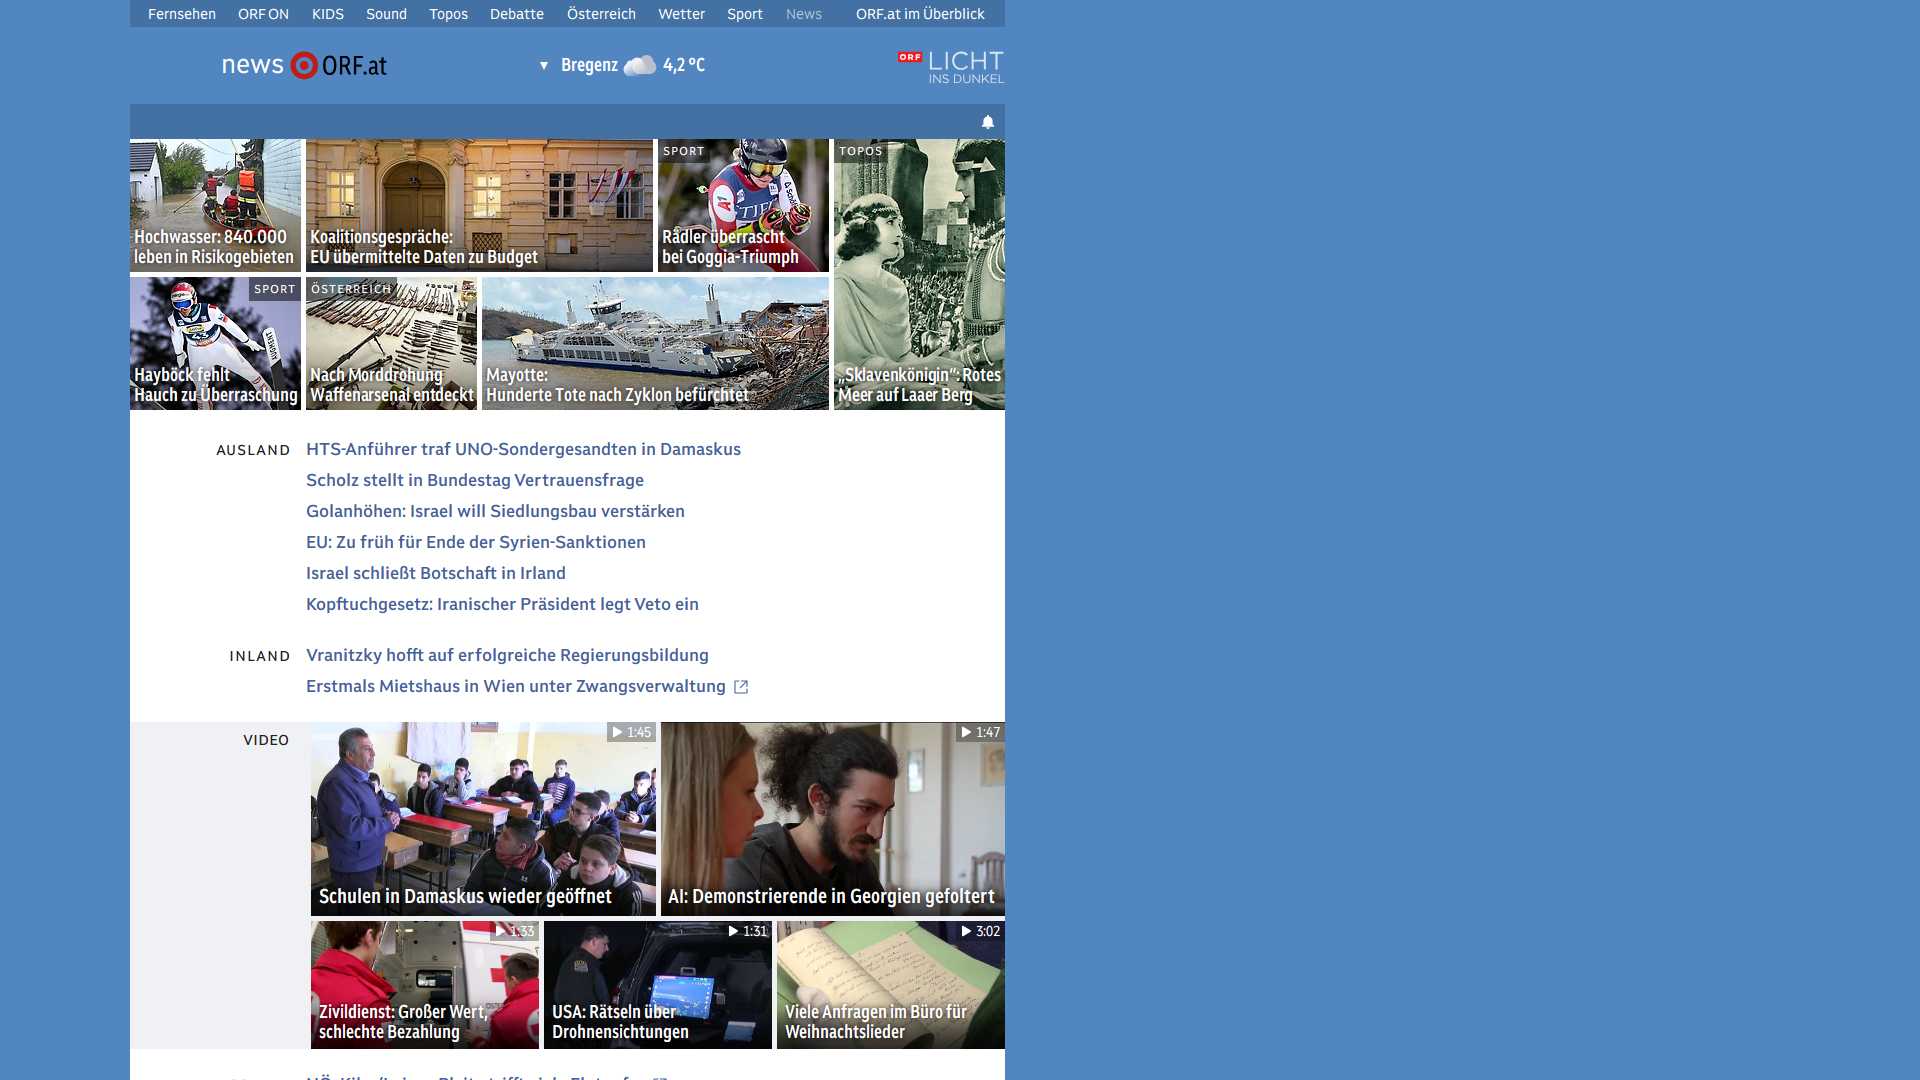 Fernsehen ORF ON KIDS Sound Topos Debatte Österreich Wetter Sport News ORF.at im Überblick
news ORF.at
Bregenz 4,2 °C
ORF LICHT
INS DUNKEL
Hochwasser: 840.000
leben in Risikogebieten
Koalitionsgespräche:
EU übermittelte Daten zu Budget
SPORT
Rädler überrascht
bei Goggia-Triumph
TOPOS
„Sklavenkönigin“: Rotes
Meer auf Laaer Berg
SPORT
Hayböck fehlt
Hauch zu Überraschung
ÖSTERREICH
Nach Morddrohung
Waffenarsenal entdeckt
Mayotte:
Hunderte Tote nach Zyklon befürchtet
AUSLAND
HTS-Anführer traf UNO-Sondergesandten in Damaskus
Scholz stellt in Bundestag Vertrauensfrage
Golanhöhen: Israel will Siedlungsbau verstärken
EU: Zu früh für Ende der Syrien-Sanktionen
Israel schließt Botschaft in Irland
Kopftuchgesetz: Iranischer Präsident legt Veto ein
INLAND
Vranitzky hofft auf erfolgreiche Regierungsbildung
Erstmals Mietshaus in Wien unter Zwangsverwaltung
VIDEO
1:45
Schulen in Damaskus wieder geöffnet
1:47
AI: Demonstrierende in Georgien gefoltert
1:33
Zivildienst: Großer Wert,
schlechte Bezahlung
1:31
USA: Rätseln über
Drohnensichtungen
3:02
Viele Anfragen im Büro für
Weihnachtslieder